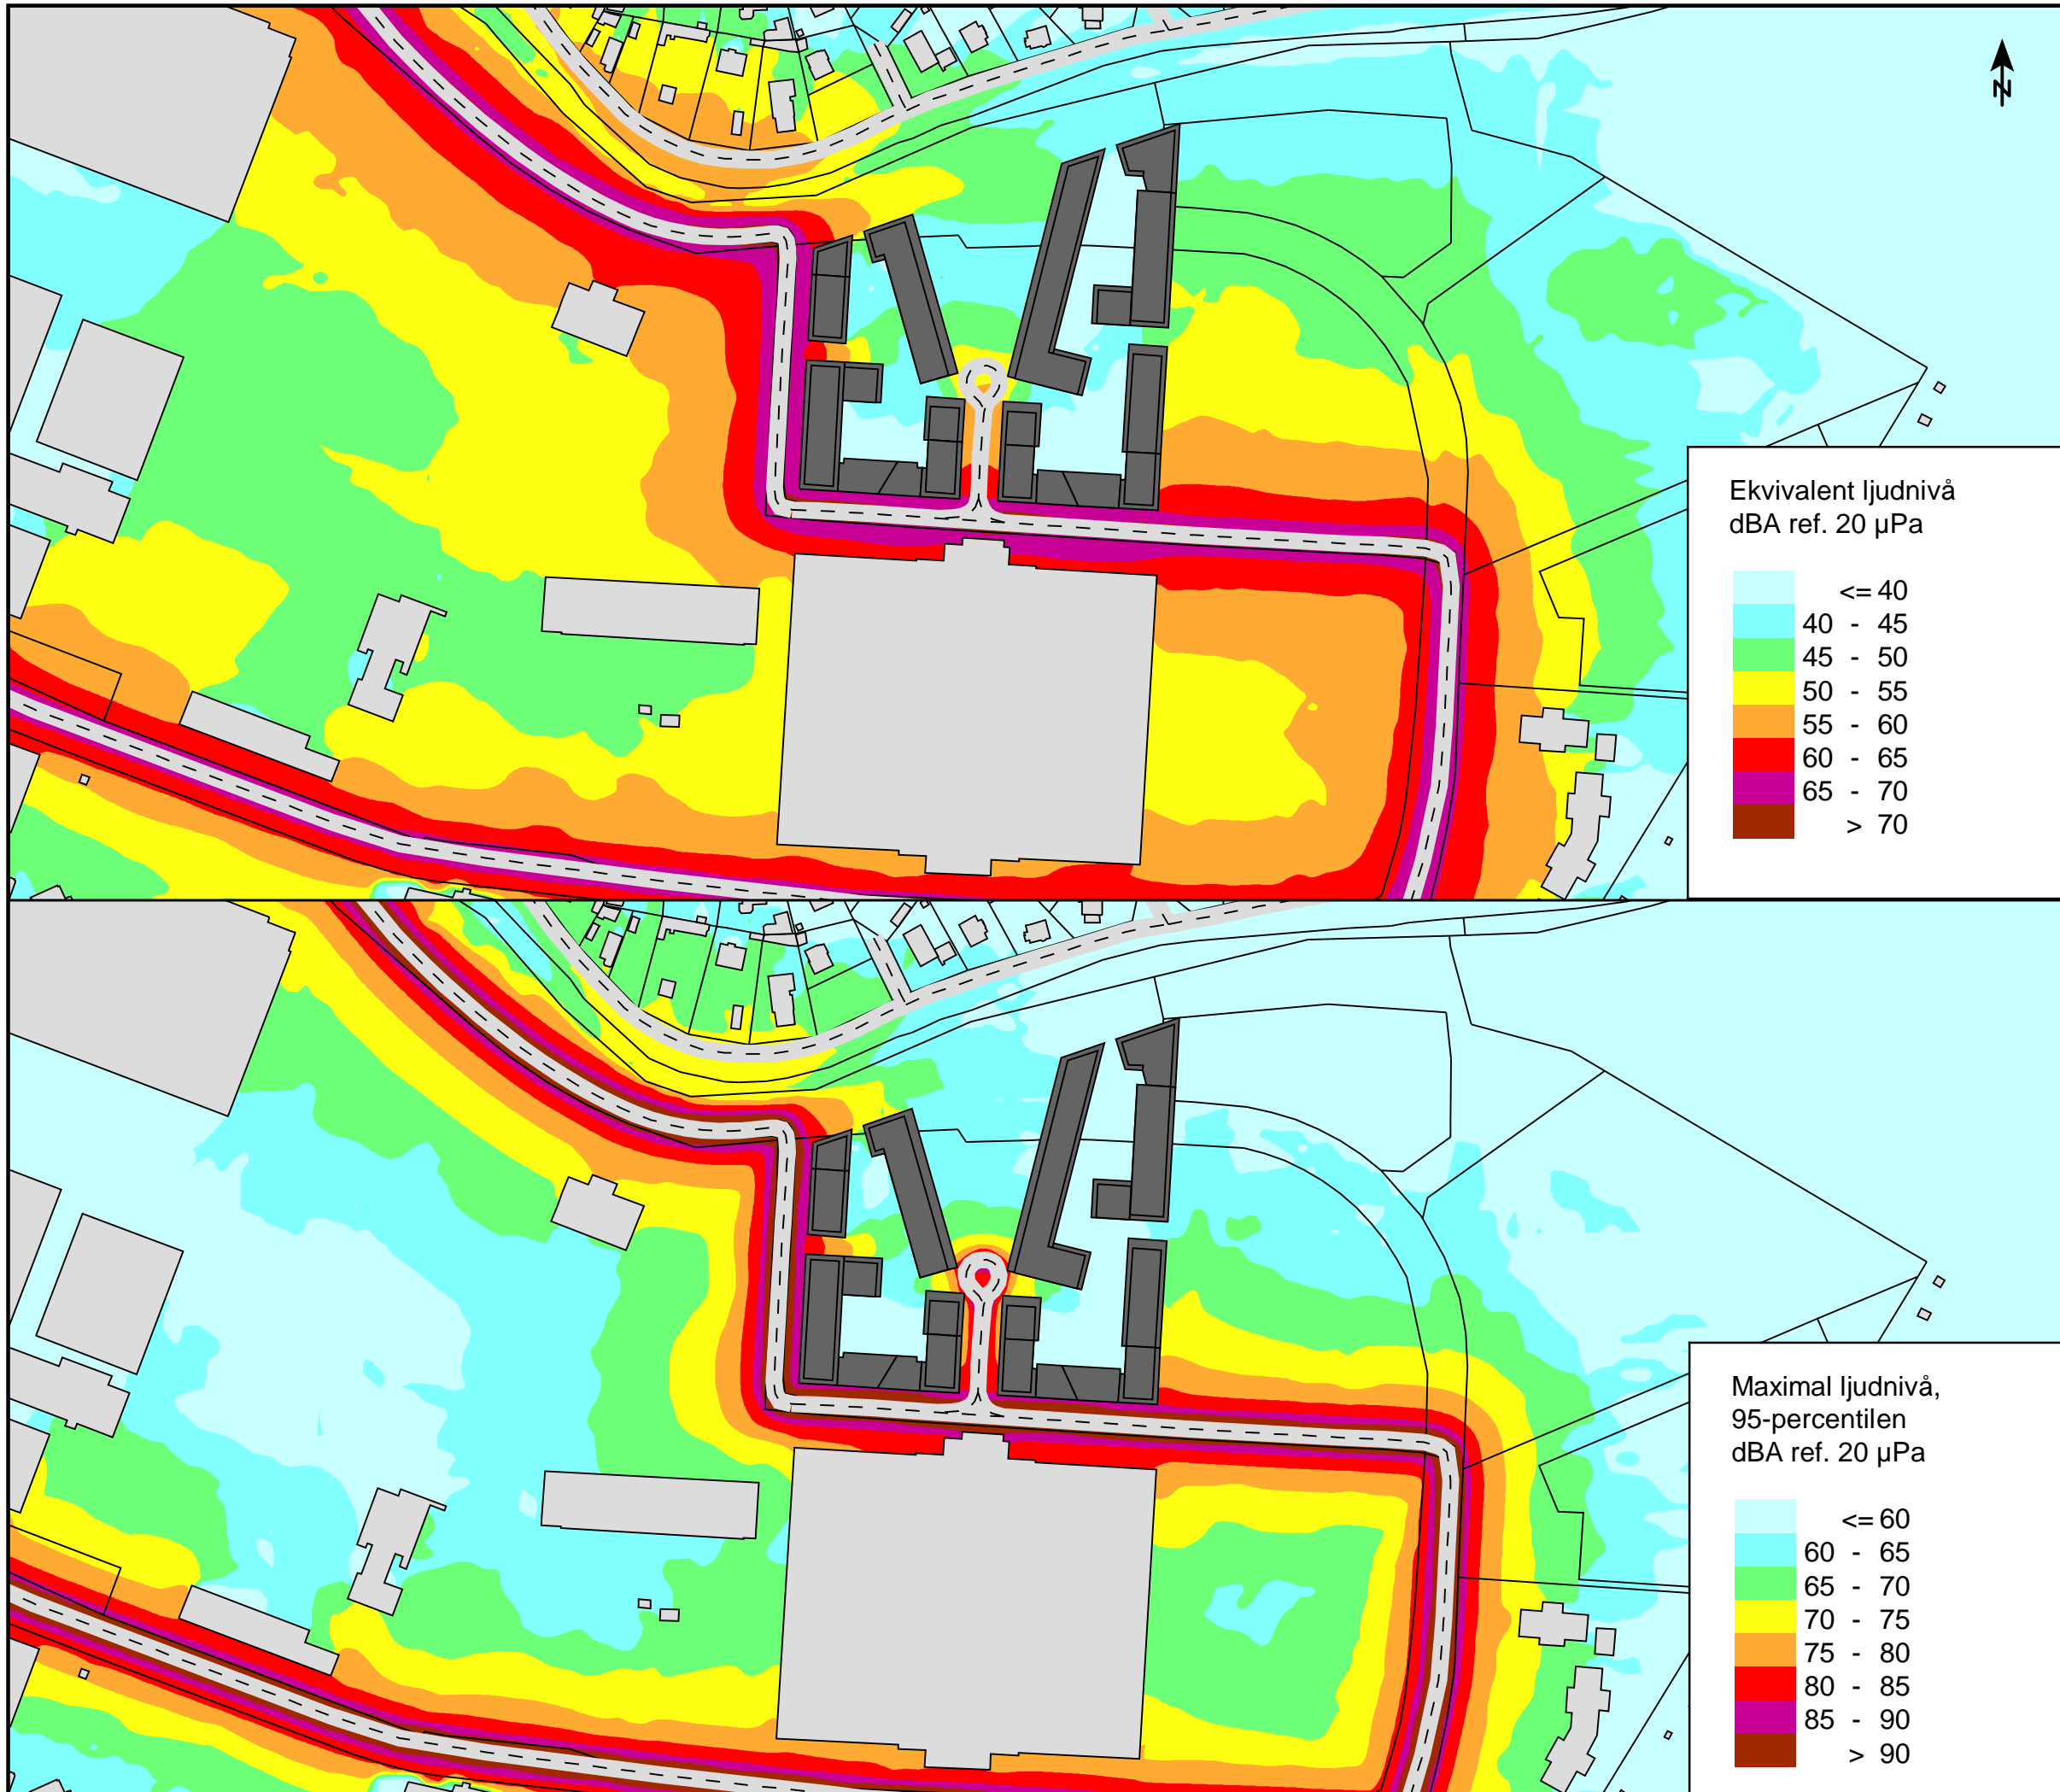 N
Ekvivalent ljudnivå
dBA ref. 20 µPa
<= 40
40 - 45
45 - 50
50 - 55
55 - 60
60 - 65
65 - 70
> 70
Maximal ljudnivå,
95-percentilen
dBA ref. 20 µPa
<= 60
60 - 65
65 - 70
70 - 75
75 - 80
80 - 85
85 - 90
> 90